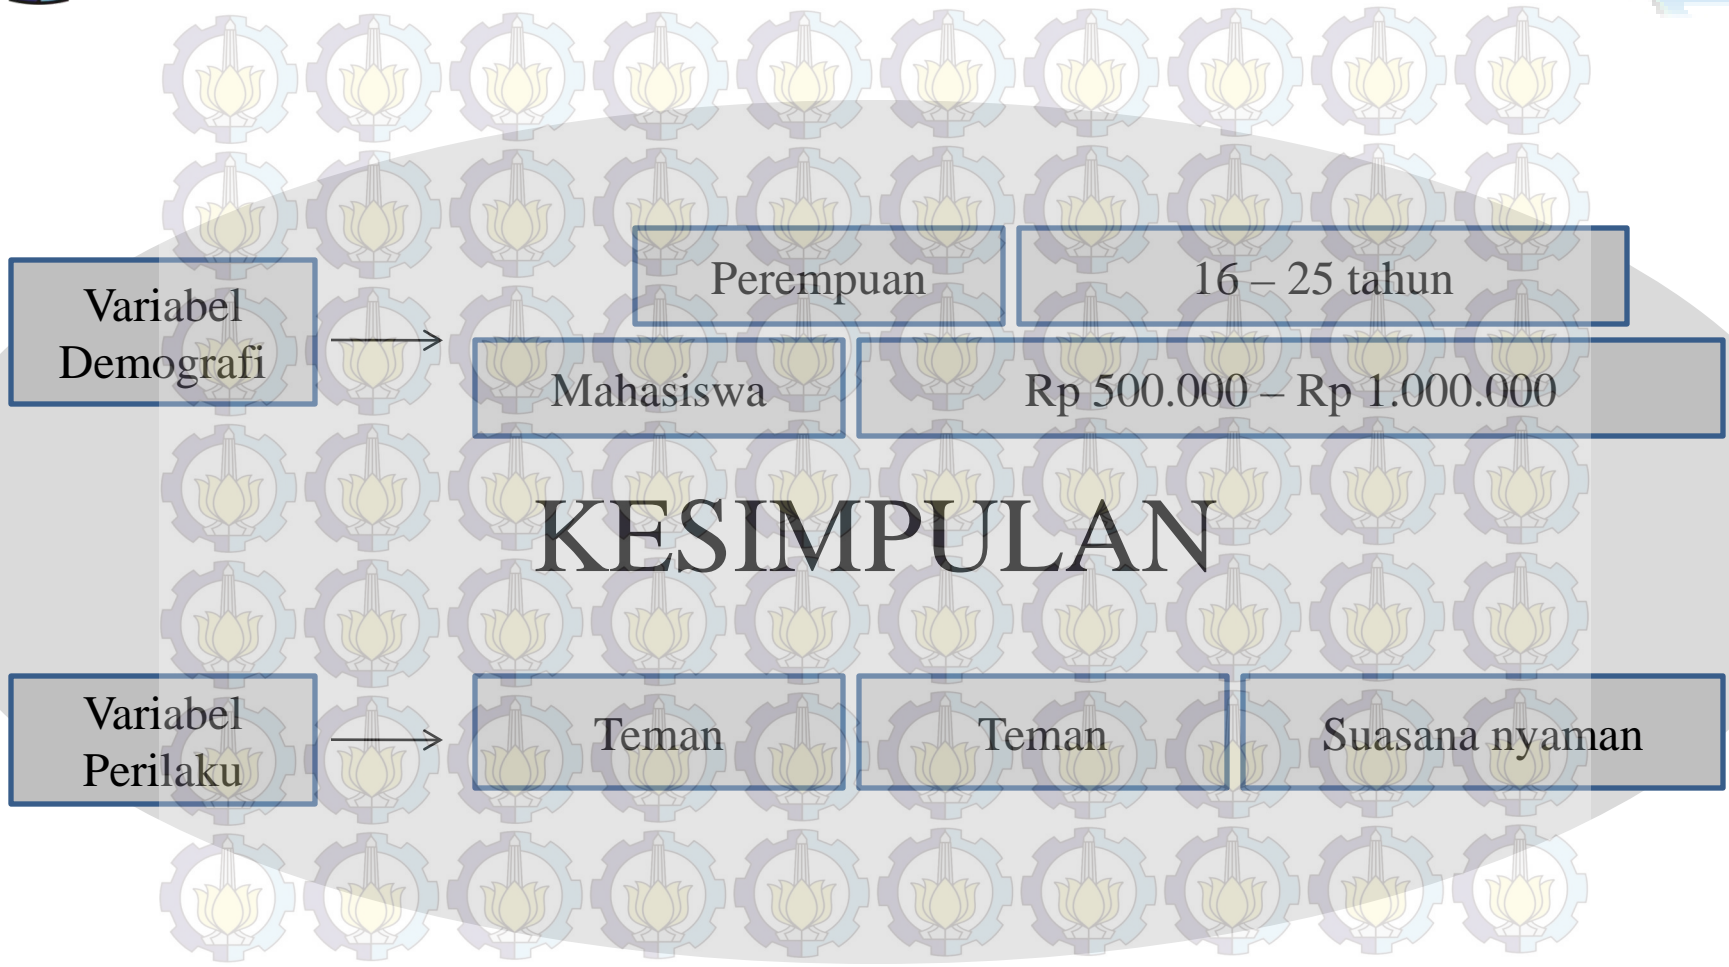 Variabel
Demografi
Perempuan
16 – 25 tahun
Mahasiswa
Rp 500.000 – Rp 1.000.000
KESIMPULAN
Variabel
Perilaku
Teman
Teman
Suasana nyaman